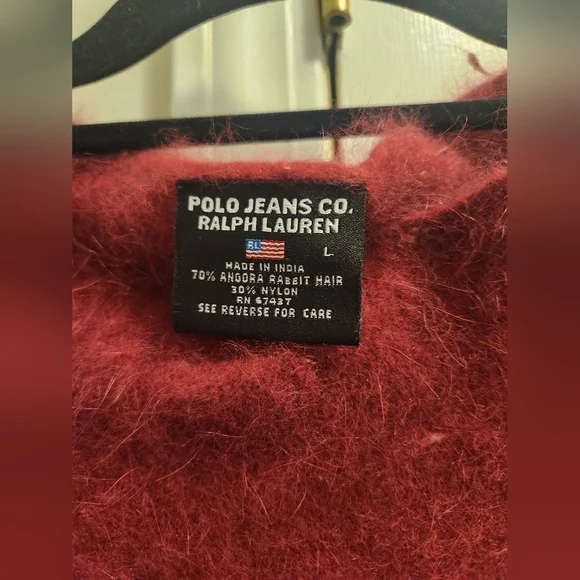 POLO JEANS CO.
RALPH LAUREN
RL
L
MADE IN INDIA
70% ANGORA RABBIT HAIR
30% NYLON
RN 67437
SEE REVERSE FOR CARE